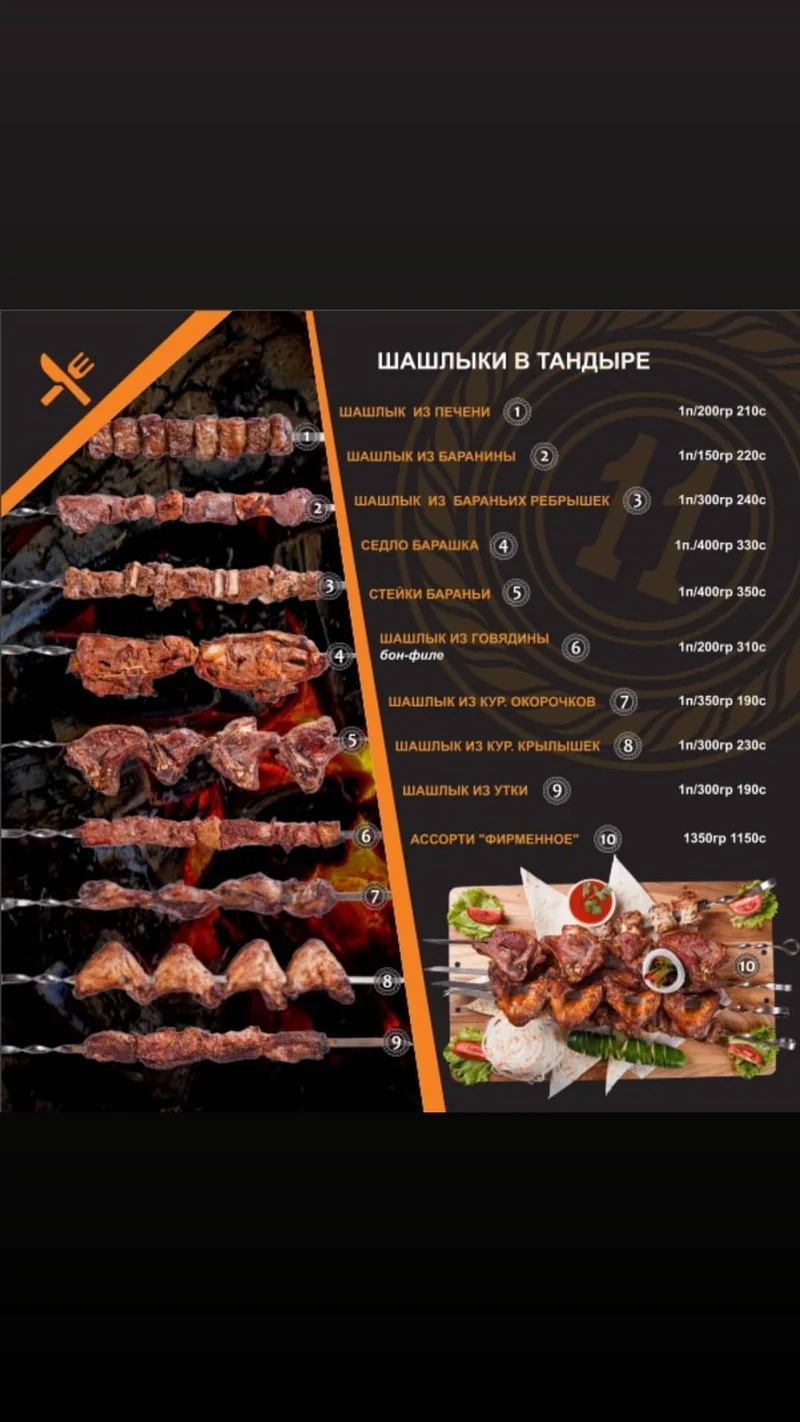 ШАШЛЫКИ В ТАНДЫРЕ
ШАШЛЫК ИЗ ПЕЧЕНИ 1 1п/200гр 210с
ШАШЛЫК ИЗ БАРАНИНЫ 2 1п/150гр 220с
ШАШЛЫК ИЗ БАРАНЬИХ РЕБРЫШЕК 3 1п/300гр 240с
СЕДЛО БАРАШКА 4 1п./400гр 330с
СТЕЙКИ БАРАНЬИ 5 1п/400гр 350с
ШАШЛЫК ИЗ ГОВЯДИНЫ 6 1п/200гр 310с
бон-филе
ШАШЛЫК ИЗ КУР. ОКОРОЧКОВ 7 1п/350гр 190с
ШАШЛЫК ИЗ КУР. КРЫЛЫШЕК 8 1п/300гр 230с
ШАШЛЫК ИЗ УТКИ 9 1п/300гр 190с
АССОРТИ "ФИРМЕННОЕ" 10 1350гр 1150с
1
2
3
4
5
6
7
8
9
10
11